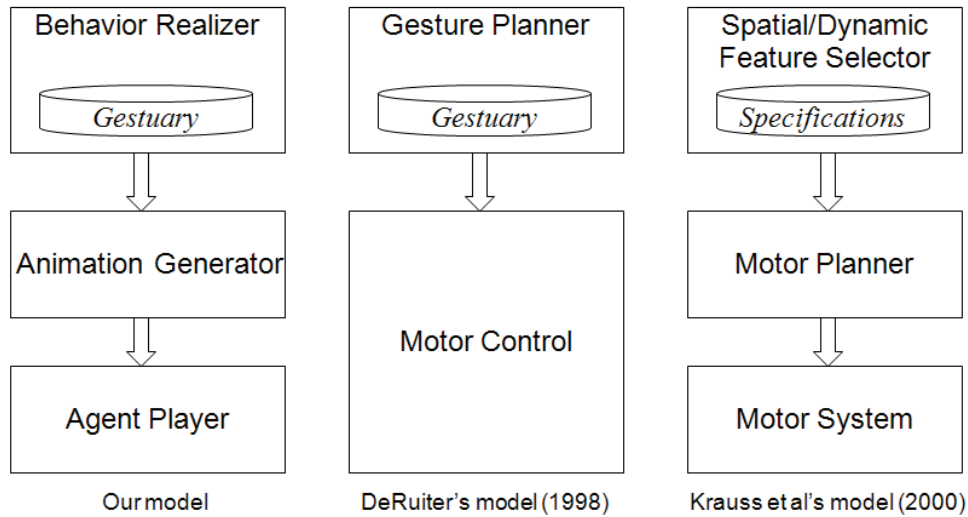 Behavior Realizer
Gestuary
Animation Generator
Agent Player
Our model
Gesture Planner
Gestuary
Motor Control
DeRuiter's model (1998)
Spatial/Dynamic
Feature Selector
Specifications
Motor Planner
Motor System
Krauss et al's model (2000)